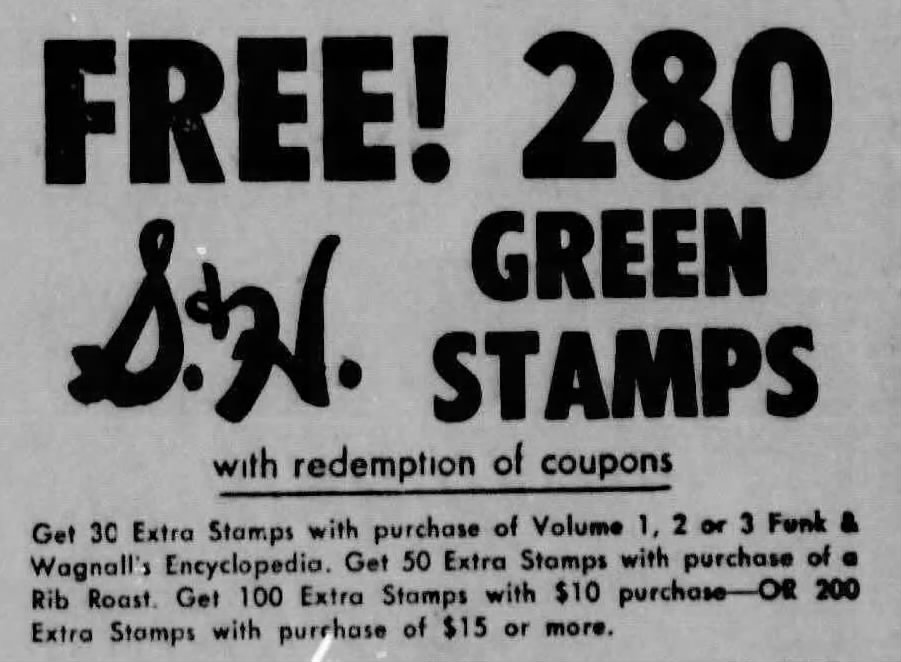 FREE! 280
S.&H. GREEN
STAMPS
with redemption of coupons
Get 30 Extra Stamps with purchase of Volume 1, 2 or 3 Funk &
Wagnall's Encyclopedia. Get 50 Extra Stamps with purchase of a
Rib Roast. Get 100 Extra Stamps with $10 purchase—OR 200
Extra Stamps with purchase of $15 or more.